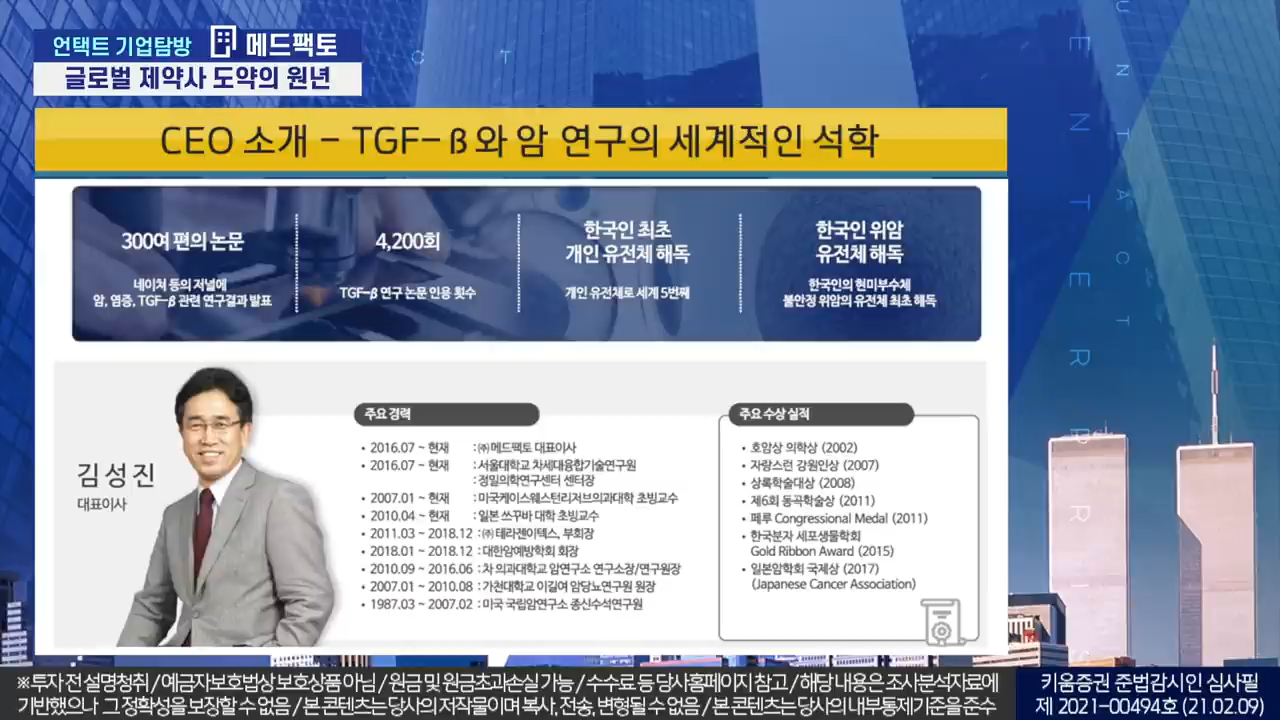 언택트 기업탐방 메드팩토
글로벌 제약사 도약의 원년
CEO 소개 - TGF-ß와 암 연구의 세계적인 석학
300여 편의 논문
네이처 등의 저널에
암, 염증, TGF-β 관련 연구결과 발표
4,200회
TGF-β 연구 논문 인용 횟수
한국인 최초
개인 유전체 해독
개인 유전체로 세계 5번째
한국인 위암
유전체 해독
한국인의 현미부수체
불안정 위암의 유전체 최초 해독
김성진
대표이사
주요 경력
• 2016.07 ~ 현재 : ㈜ 메드팩토 대표이사
• 2016.07 ~ 현재 : 서울대학교 차세대융합기술연구원
: 정밀의학연구센터 센터장
• 2007.01 ~ 현재 : 미국케이스웨스턴리저브의과대학 초빙교수
• 2010.04 ~ 현재 : 일본 쓰꾸바 대학 초빙교수
• 2011.03 ~ 2018.12 : ㈜ 테라젠이텍스, 부회장
• 2018.01 ~ 2018.12 : 대한암예방학회 회장
• 2010.09 ~ 2016.06 : 차 의과대학교 암연구소 연구소장/연구원장
• 2007.01 ~ 2010.08 : 가천대학교 이길여 암당뇨연구원 원장
• 1987.03 ~ 2007.02 : 미국 국립암연구소 종신수석연구원
주요 수상 실적
• 호암상 의학상 (2002)
• 자랑스런 강원인상 (2007)
• 상록학술대상 (2008)
• 제6회 동곡학술상 (2011)
• 페루 Congressional Medal (2011)
• 한국분자 세포생물학회
Gold Ribbon Award (2015)
• 일본암학회 국제상 (2017)
(Japanese Cancer Association)
※ 투자 전 설명청취 / 예금자보호법상 보호상품 아님 / 원금 및 원금초과손실 가능 / 수수료 등 당사홈페이지 참고 / 해당 내용은 조사분석자료에
기반했으나 그 정확성을 보장할 수 없음 / 본 콘텐츠는 당사의 저작물이며 복사, 전송, 변형될 수 없음 / 본 콘텐츠는 당사의 내부통제기준을 준수
키움증권 준법감시인 심사필
제 2021-00494호 (21.02.09)